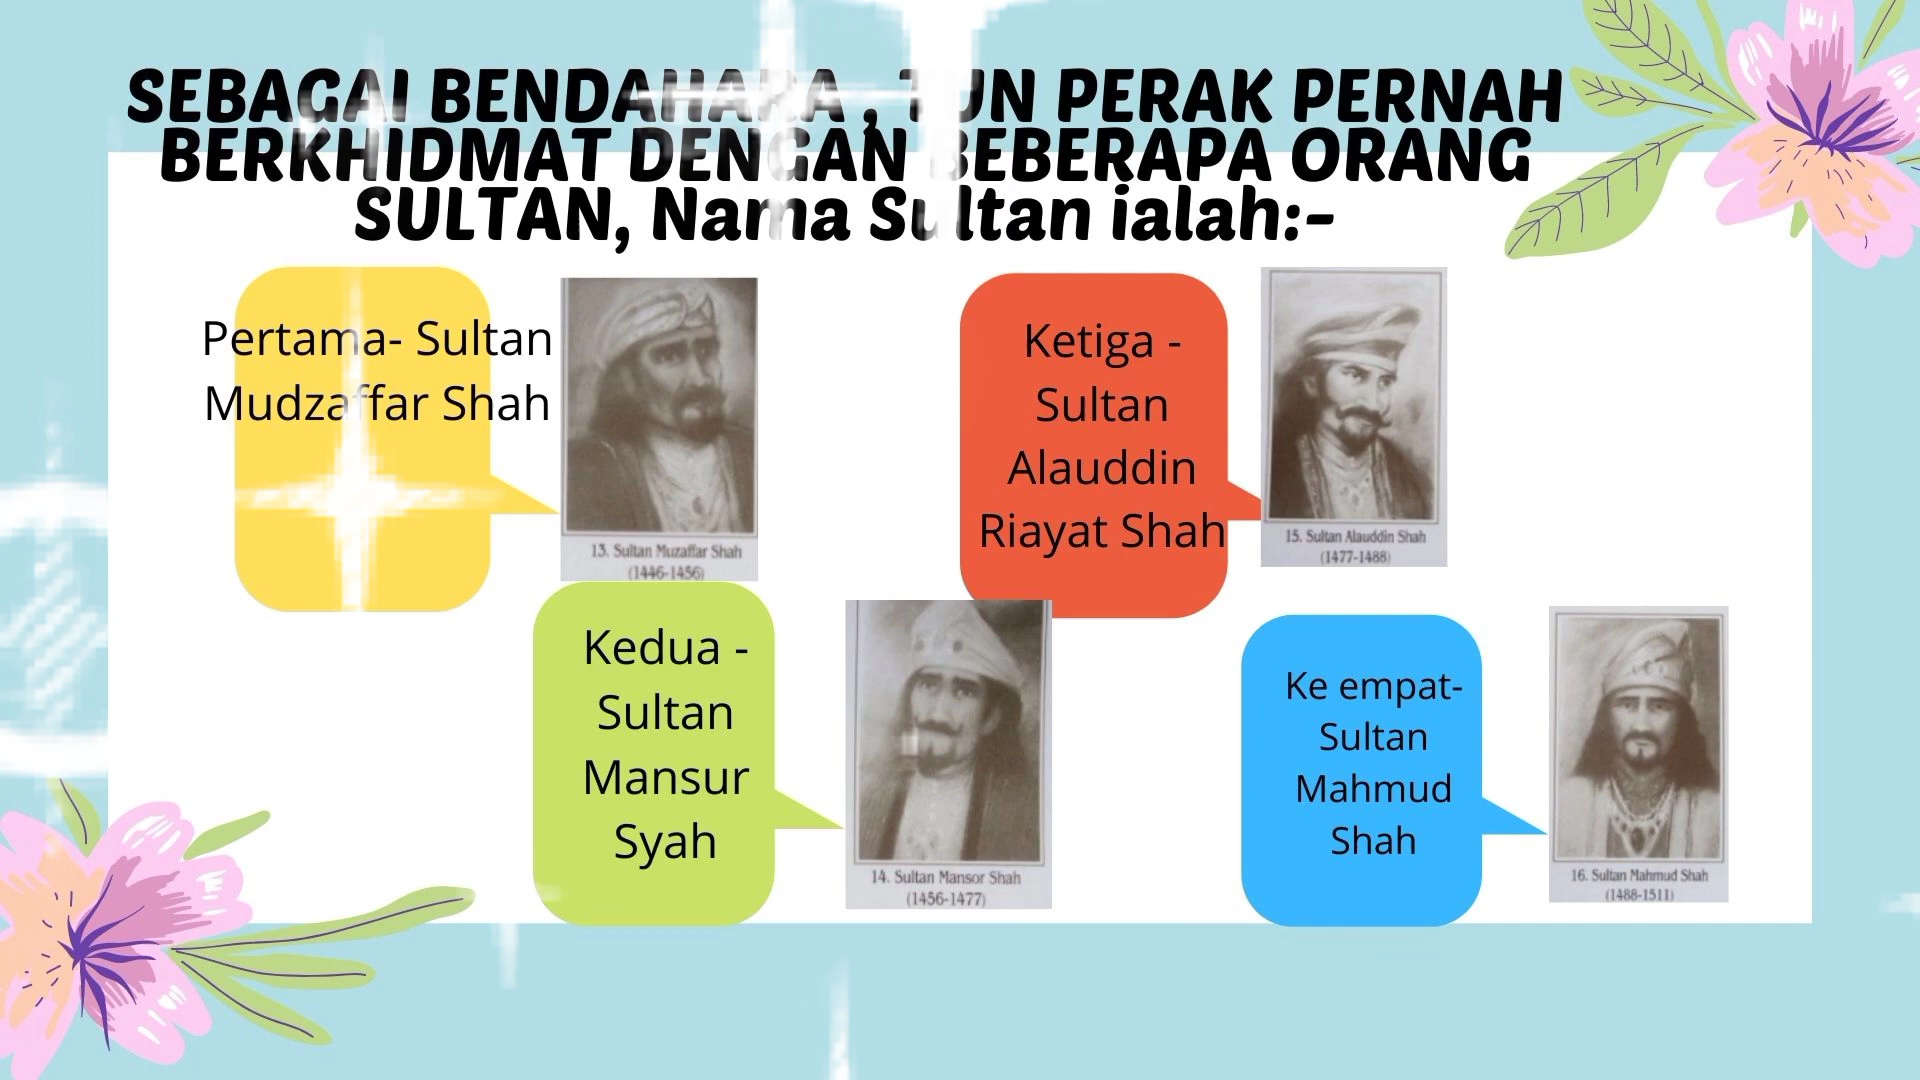 SEBAGAI BENDAHARA , TUN PERAK PERNAH
BERKHIDMAT DENGAN BEBERAPA ORANG
SULTAN, Nama Sultan ialah:-
Pertama- Sultan
Mudzaffar Shah
13. Sultan Muzaffar Shah
(1446-1456)
Kedua -
Sultan
Mansur
Syah
14. Sultan Mansor Shah
(1456-1477)
Ketiga -
Sultan
Alauddin
Riayat Shah
15. Sultan Alauddin Shah
(1477-1488)
Ke empat-
Sultan
Mahmud
Shah
16. Sultan Mahmud Shah
(1488-1511)